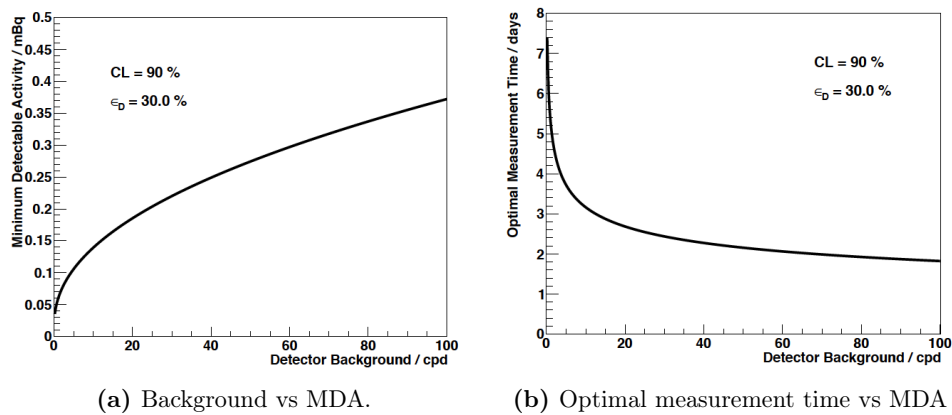 Minimum Detectable Activity / mBq
0.5
0.45
0.4
0.35
0.3
0.25
0.2
0.15
0.1
0.05
0
CL = 90 %
ϵD = 30.0 %
0 20 40 60 80 100
Detector Background / cpd
(a) Background vs MDA.
Optimal Measurement Time / days
8
7
6
5
4
3
2
1
0
CL = 90 %
ϵD = 30.0 %
0 20 40 60 80 100
Detector Background / cpd
(b) Optimal measurement time vs MDA